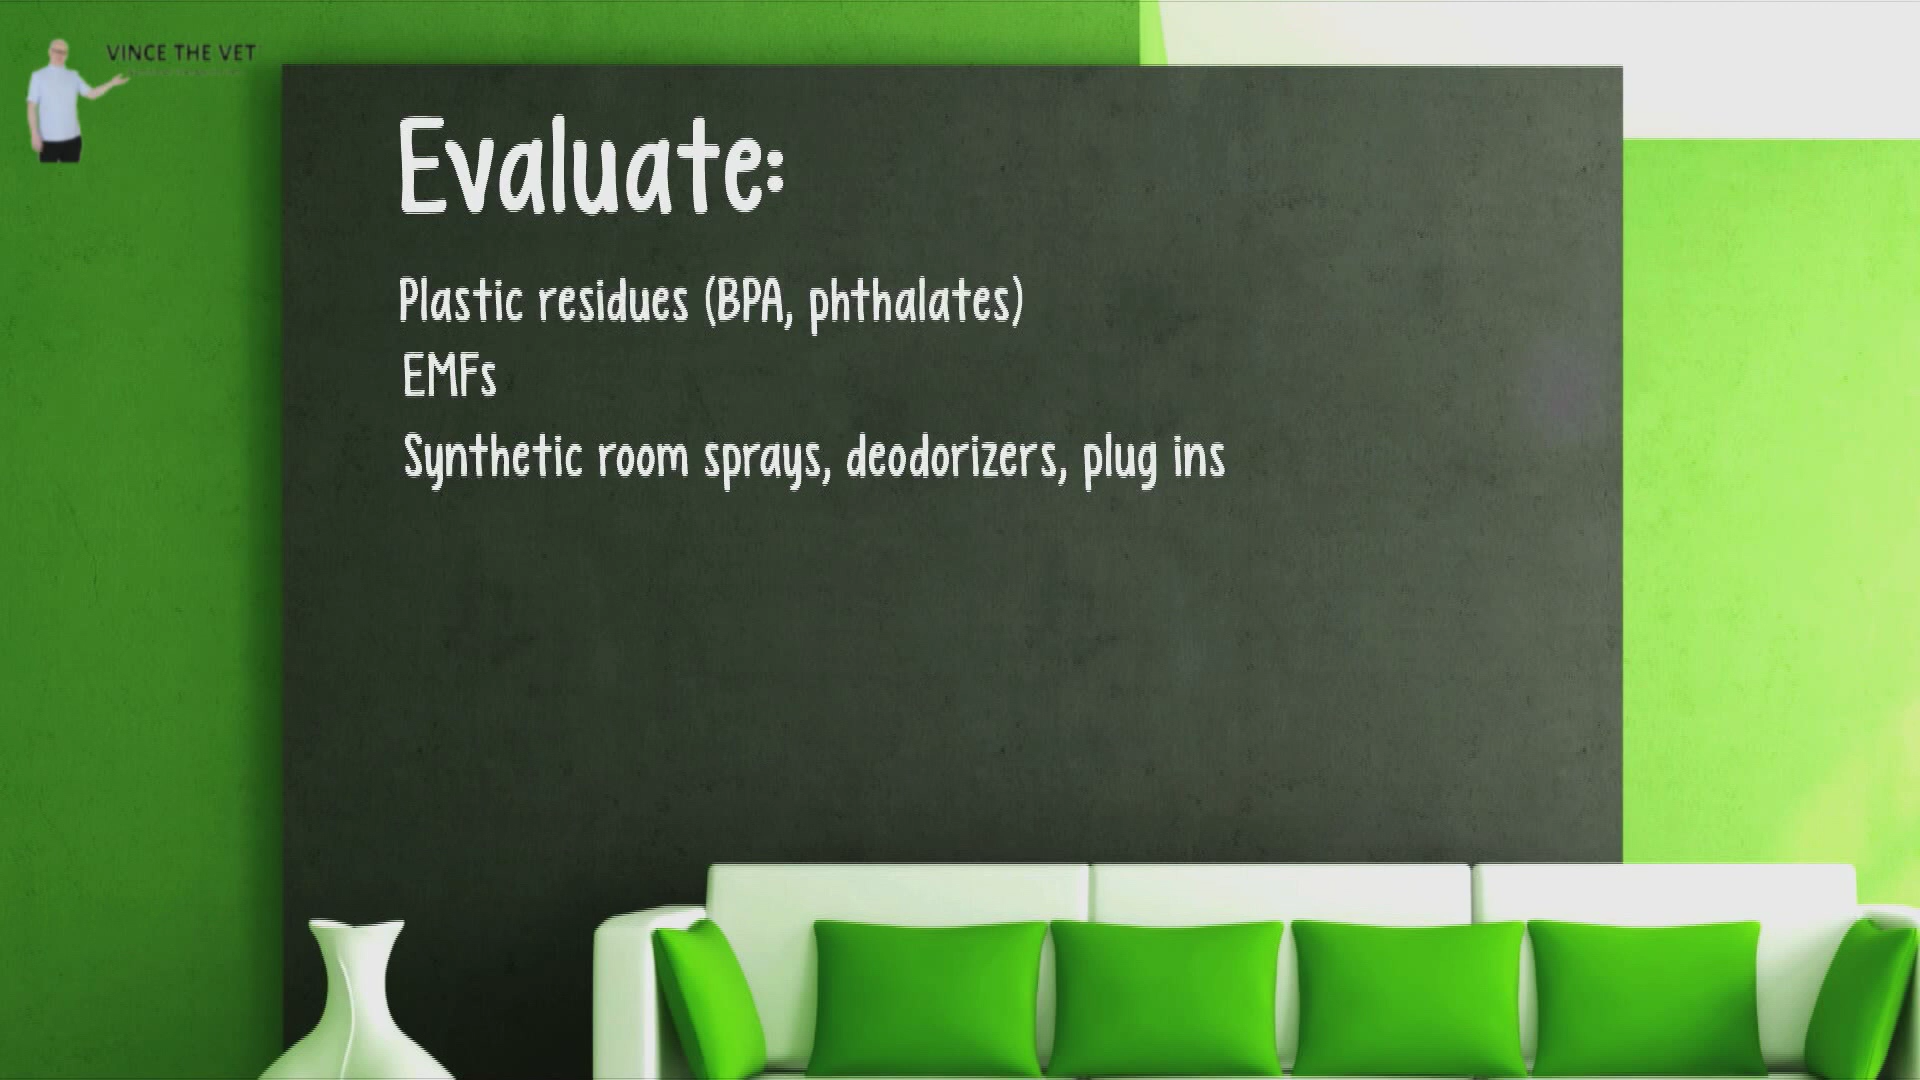 VINCE THE VET
Evaluate:
Plastic residues (BPA, phthalates)
EMFs
Synthetic room sprays, deodorizers, plug ins